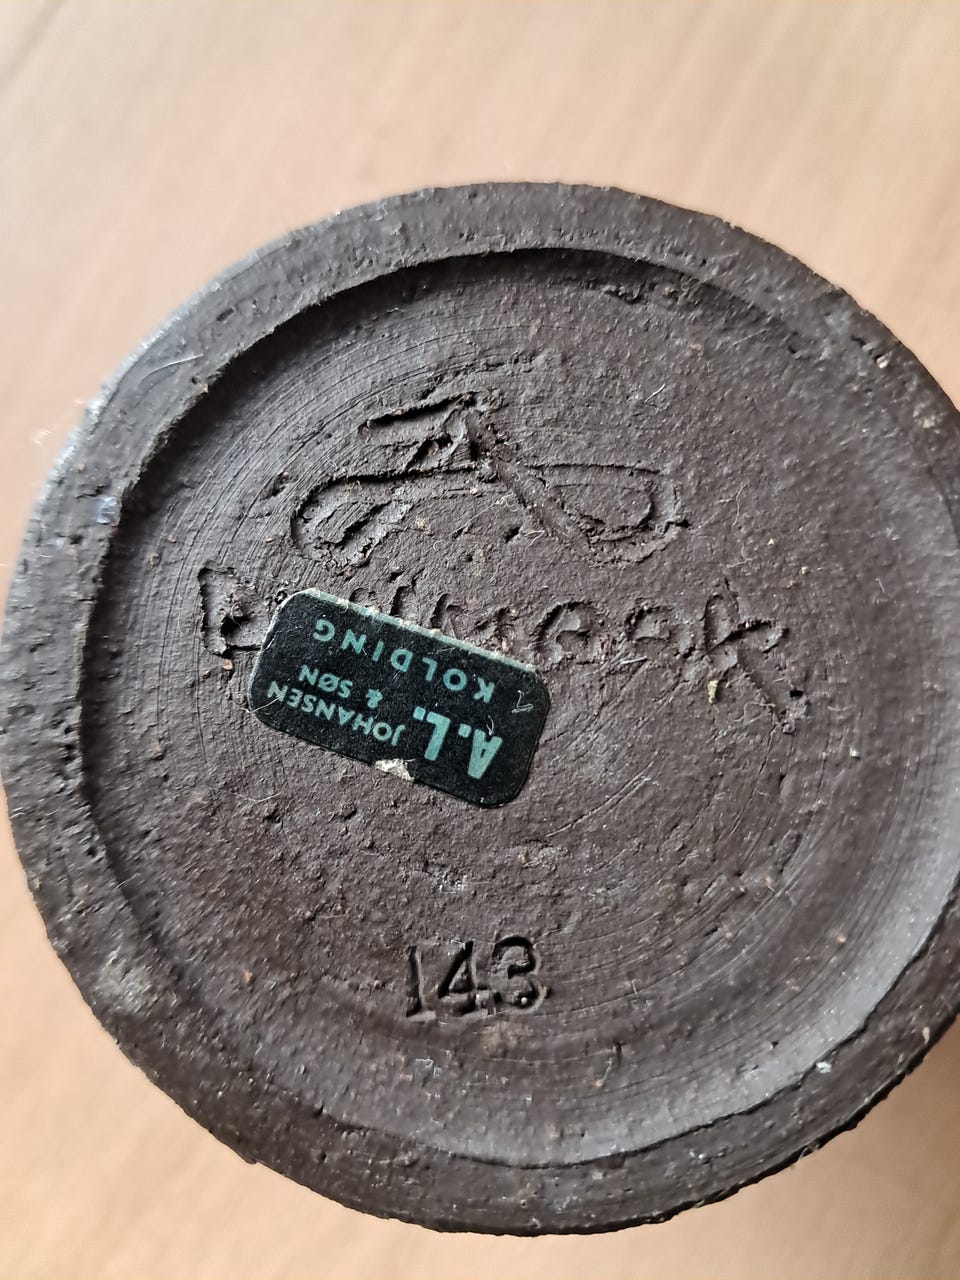 A.L. JOHANSEN
& SØN
KOLDING
143